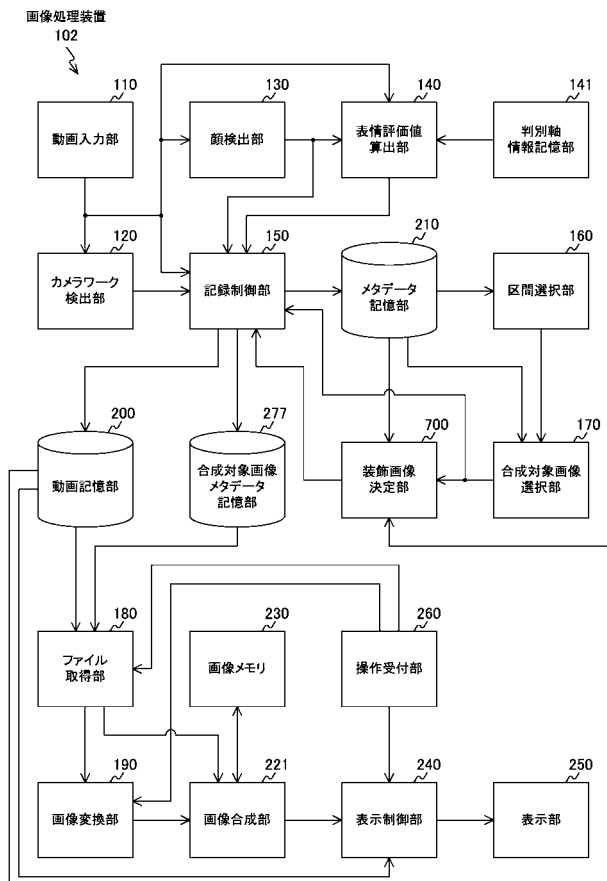 画像処理装置
102
110
動画入力部
130
顔検出部
140
表情評価値
算出部
141
判別軸
情報記憶部
120
カメラワーク
検出部
150
記録制御部
210
メタデータ
記憶部
160
区間選択部
200
動画記憶部
277
合成対象画像
メタデータ
記憶部
700
装飾画像
決定部
170
合成対象画像
選択部
180
ファイル
取得部
230
画像メモリ
260
操作受付部
190
画像変換部
221
画像合成部
240
表示制御部
250
表示部